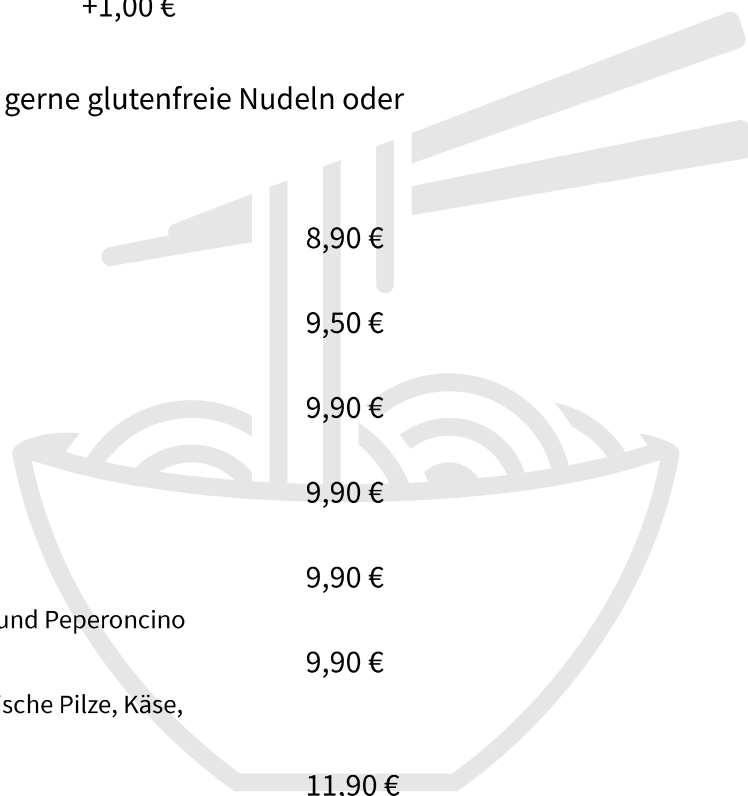 +1,00 €
gerne glutenfreie Nudeln oder
8,90 €
9,50 €
9,90 €
9,90 €
9,90 €
und Peperoncino
9,90 €
Pilze, Käse,
11,90 €